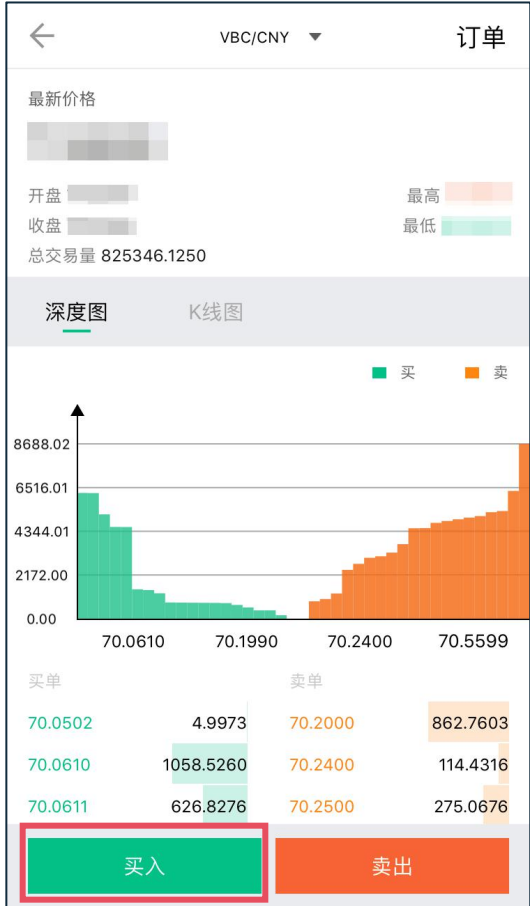 VBC/CNY 订单
最新价格
开盘 最高
收盘 最低
总交易量 825346.1250
深度图 K线图
买 卖
8688.02
6516.01
4344.01
2172.00
0.00
70.0610 70.1990 70.2400 70.5599
买单 卖单
70.0502 4.9973 70.2000 862.7603
70.0610 1058.5260 70.2400 114.4316
70.0611 626.8276 70.2500 275.0676
买入 卖出